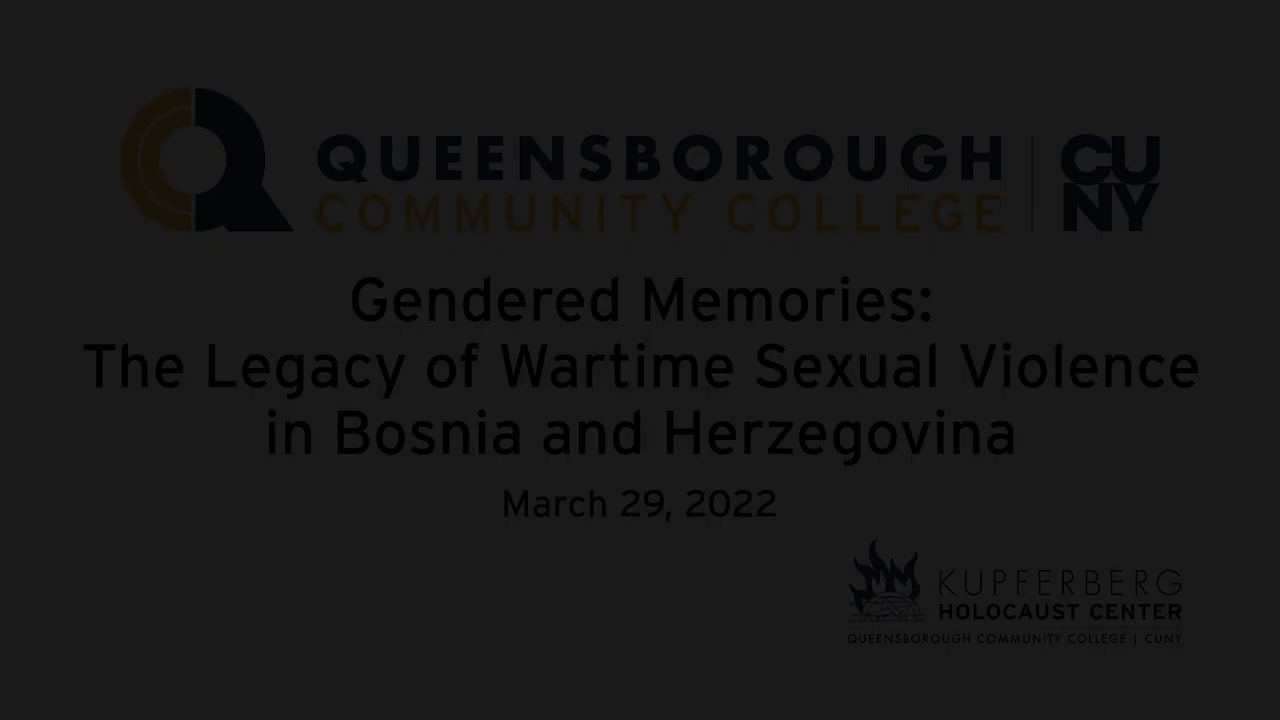 QUEENSBOROUGH
COMMUNITY COLLEGE
CU
NY
Gendered Memories:
The Legacy of Wartime Sexual Violence
in Bosnia and Herzegovina
March 29, 2022
KUPFERBERG
HOLOCAUST CENTER
QUEENSBOROUGH COMMUNITY COLLEGE | CUNY